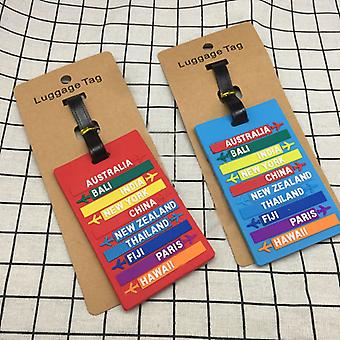 Luggage Tag
AUSTRALIA
BALI
INDIA
NEW YORK
CHINA
NEW ZEALAND
THAILAND
FIJI
PARIS
HAWAII
Luggage Tag
AUSTRALIA
BALI
INDIA
NEW YORK
CHINA
NEW ZEALAND
THAILAND
FIJI
PARIS
HAWAII